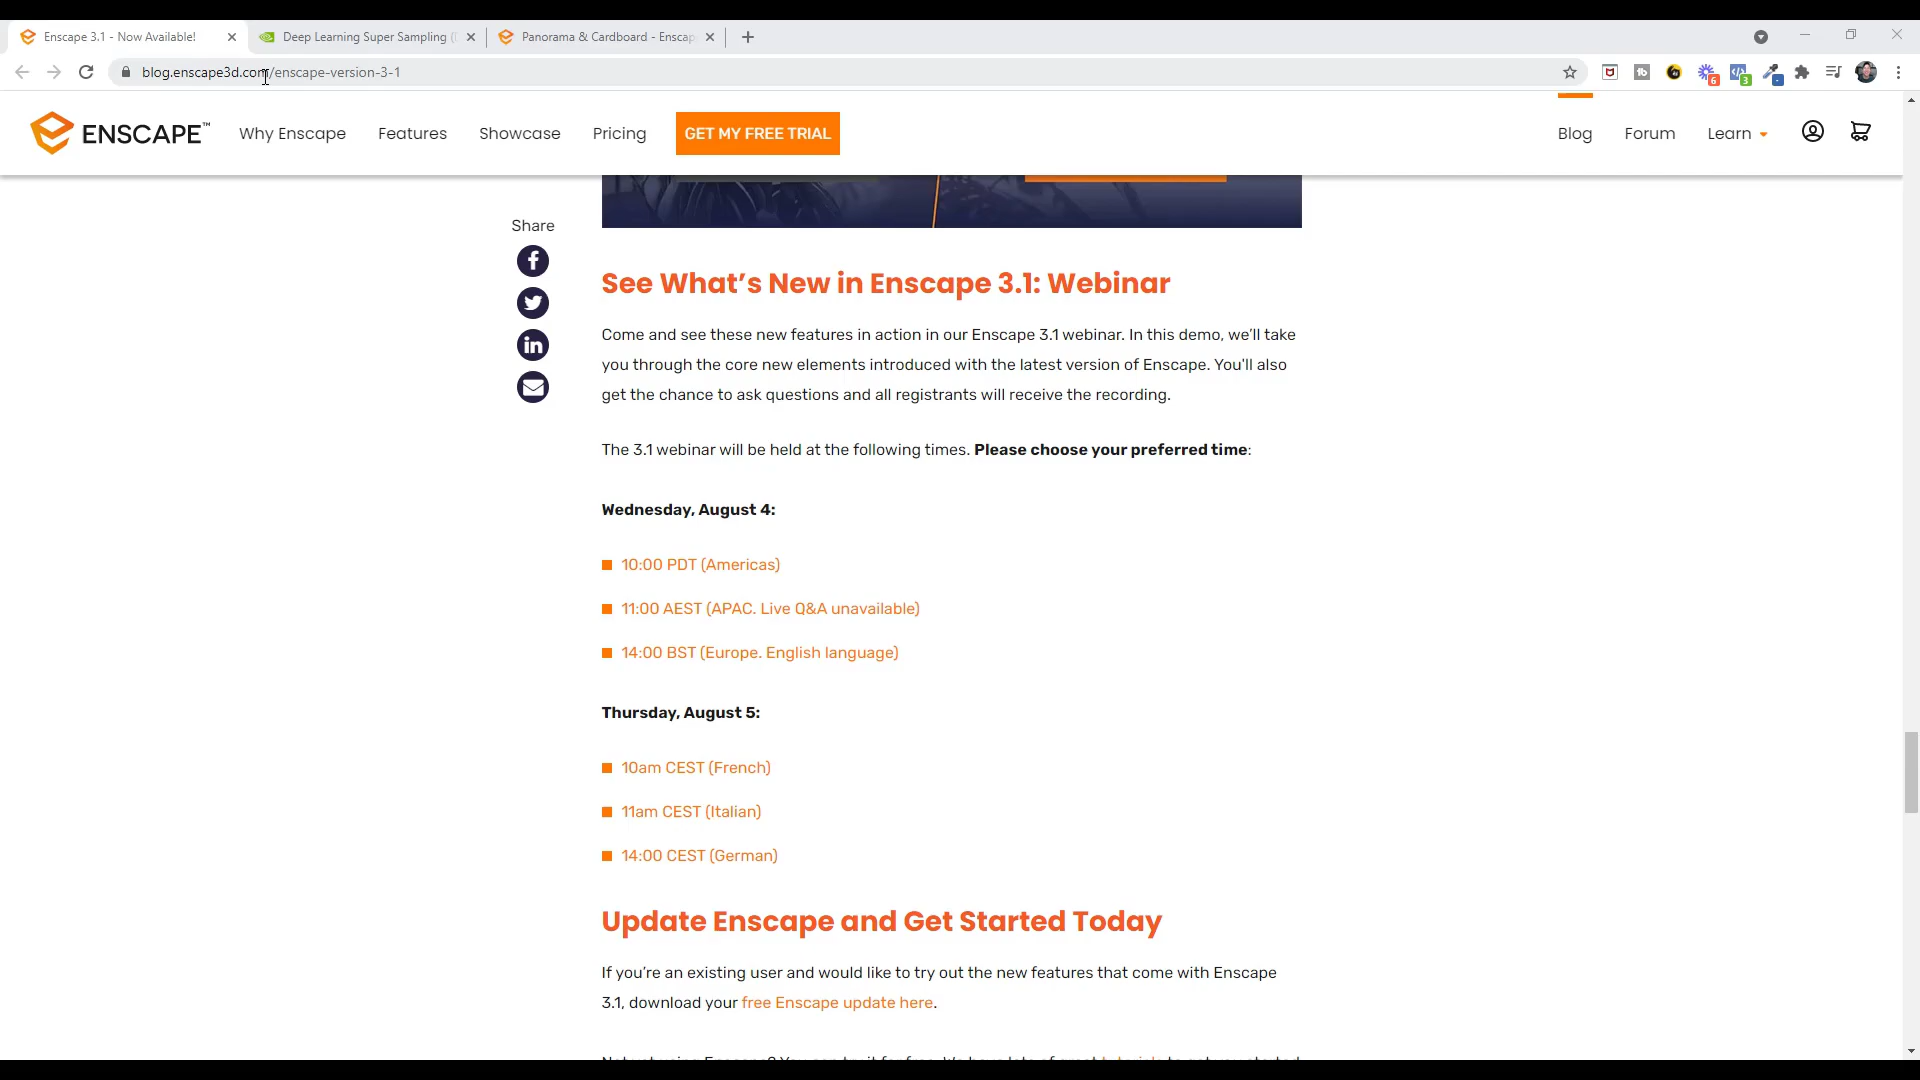 Enscape 3.1 - Now Available!
Deep Learning Super Sampling (
Panorama & Cardboard - Enscap
blog.enscape3d.com/enscape-version-3-1
6
3
ENSCAPE™
Why Enscape
Features
Showcase
Pricing
GET MY FREE TRIAL
Blog
Forum
Learn
Share
See What's New in Enscape 3.1: Webinar
Come and see these new features in action in our Enscape 3.1 webinar. In this demo, we'll take
you through the core new elements introduced with the latest version of Enscape. You'll also
get the chance to ask questions and all registrants will receive the recording.
The 3.1 webinar will be held at the following times. Please choose your preferred time:
Wednesday, August 4:
10:00 PDT (Americas)
11:00 AEST (APAC. Live Q&A unavailable)
14:00 BST (Europe. English language)
Thursday, August 5:
10am CEST (French)
11am CEST (Italian)
14:00 CEST (German)
Update Enscape and Get Started Today
If you're an existing user and would like to try out the new features that come with Enscape
3.1, download your free Enscape update here.